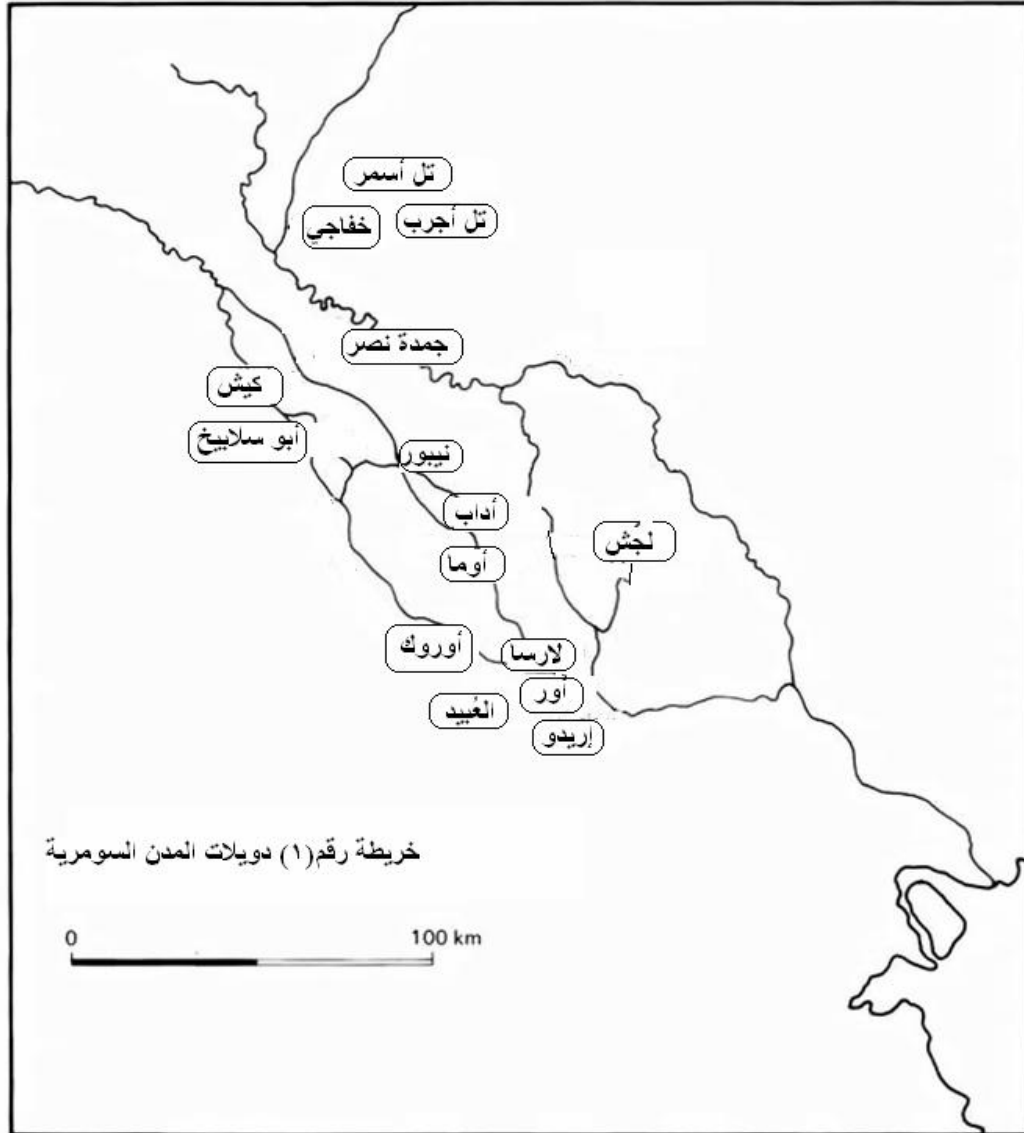 تل أسمر
تل أجرب
خفاجي
جمدة نصر
كيش
أبو سلابيخ
نيبور
أداب
لجُش
أوما
أوروك
لارسا
أور
العُبيد
إريدو
خريطة رقم(١) دويلات المدن السومرية
0
100 km